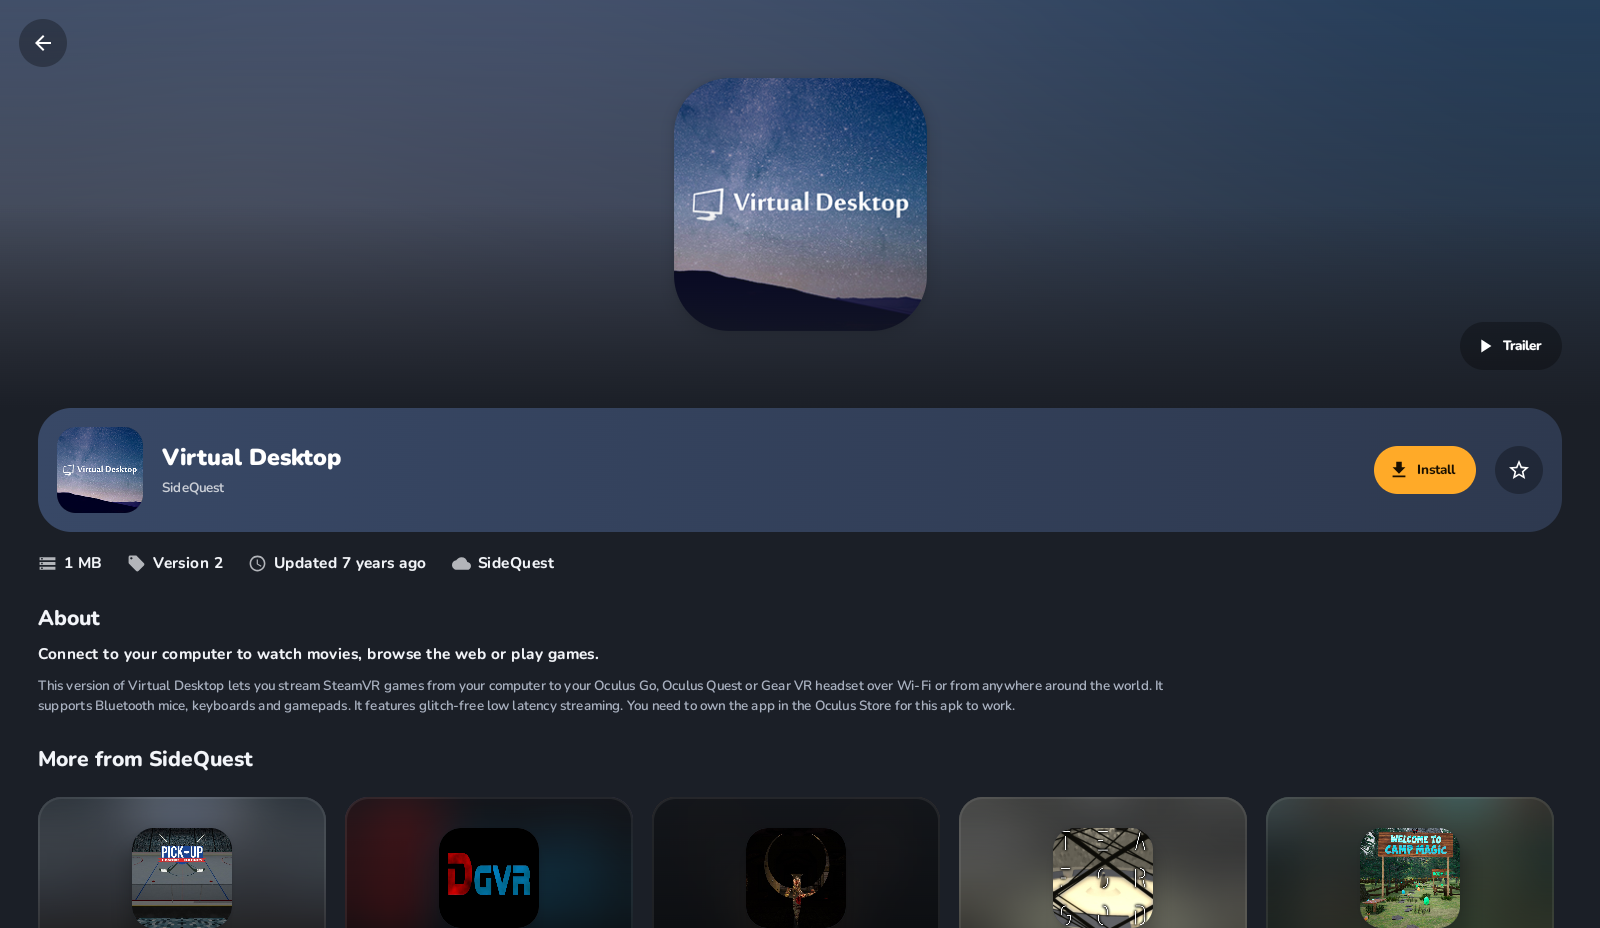 Virtual Desktop
Trailer
Virtual Desktop
Virtual Desktop
SideQuest
Install
1 MB
Version 2
Updated 7 years ago
SideQuest
About
Connect to your computer to watch movies, browse the web or play games.
This version of Virtual Desktop lets you stream SteamVR games from your computer to your Oculus Go, Oculus Quest or Gear VR headset over Wi-Fi or from anywhere around the world. It
supports Bluetooth mice, keyboards and gamepads. It features glitch-free low latency streaming. You need to own the app in the Oculus Store for this apk to work.
More from SideQuest
PICK-UP
DGVR
T E A
F O R
G O D
WELCOME TO
CAMP MAGIC